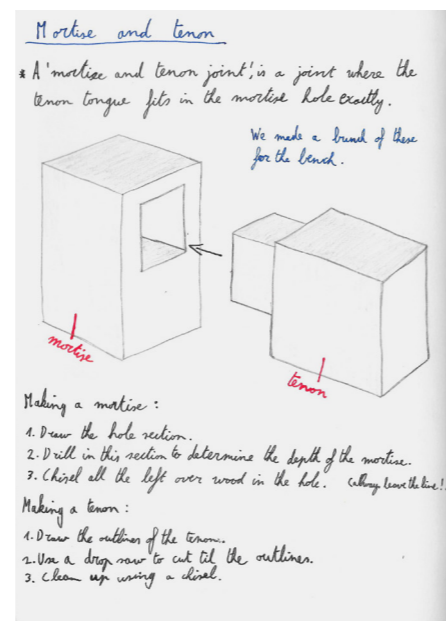 Mortise and tenon
* A 'mortise and tenon joint', is a joint where the
tenon tongue fits in the mortise hole exactly.
We made a bunch of these
for the bench.
mortise
tenon
Making a mortise :
1. Draw the hole section.
2. Drill in this section to determine the depth of the mortise.
3. Chisel all the left over wood in the hole. (always leave the line!)
Making a tenon :
1. Draw the outlines of the tenon.
2. Use a drop saw to cut til the outlines.
3. Clean up using a chisel.